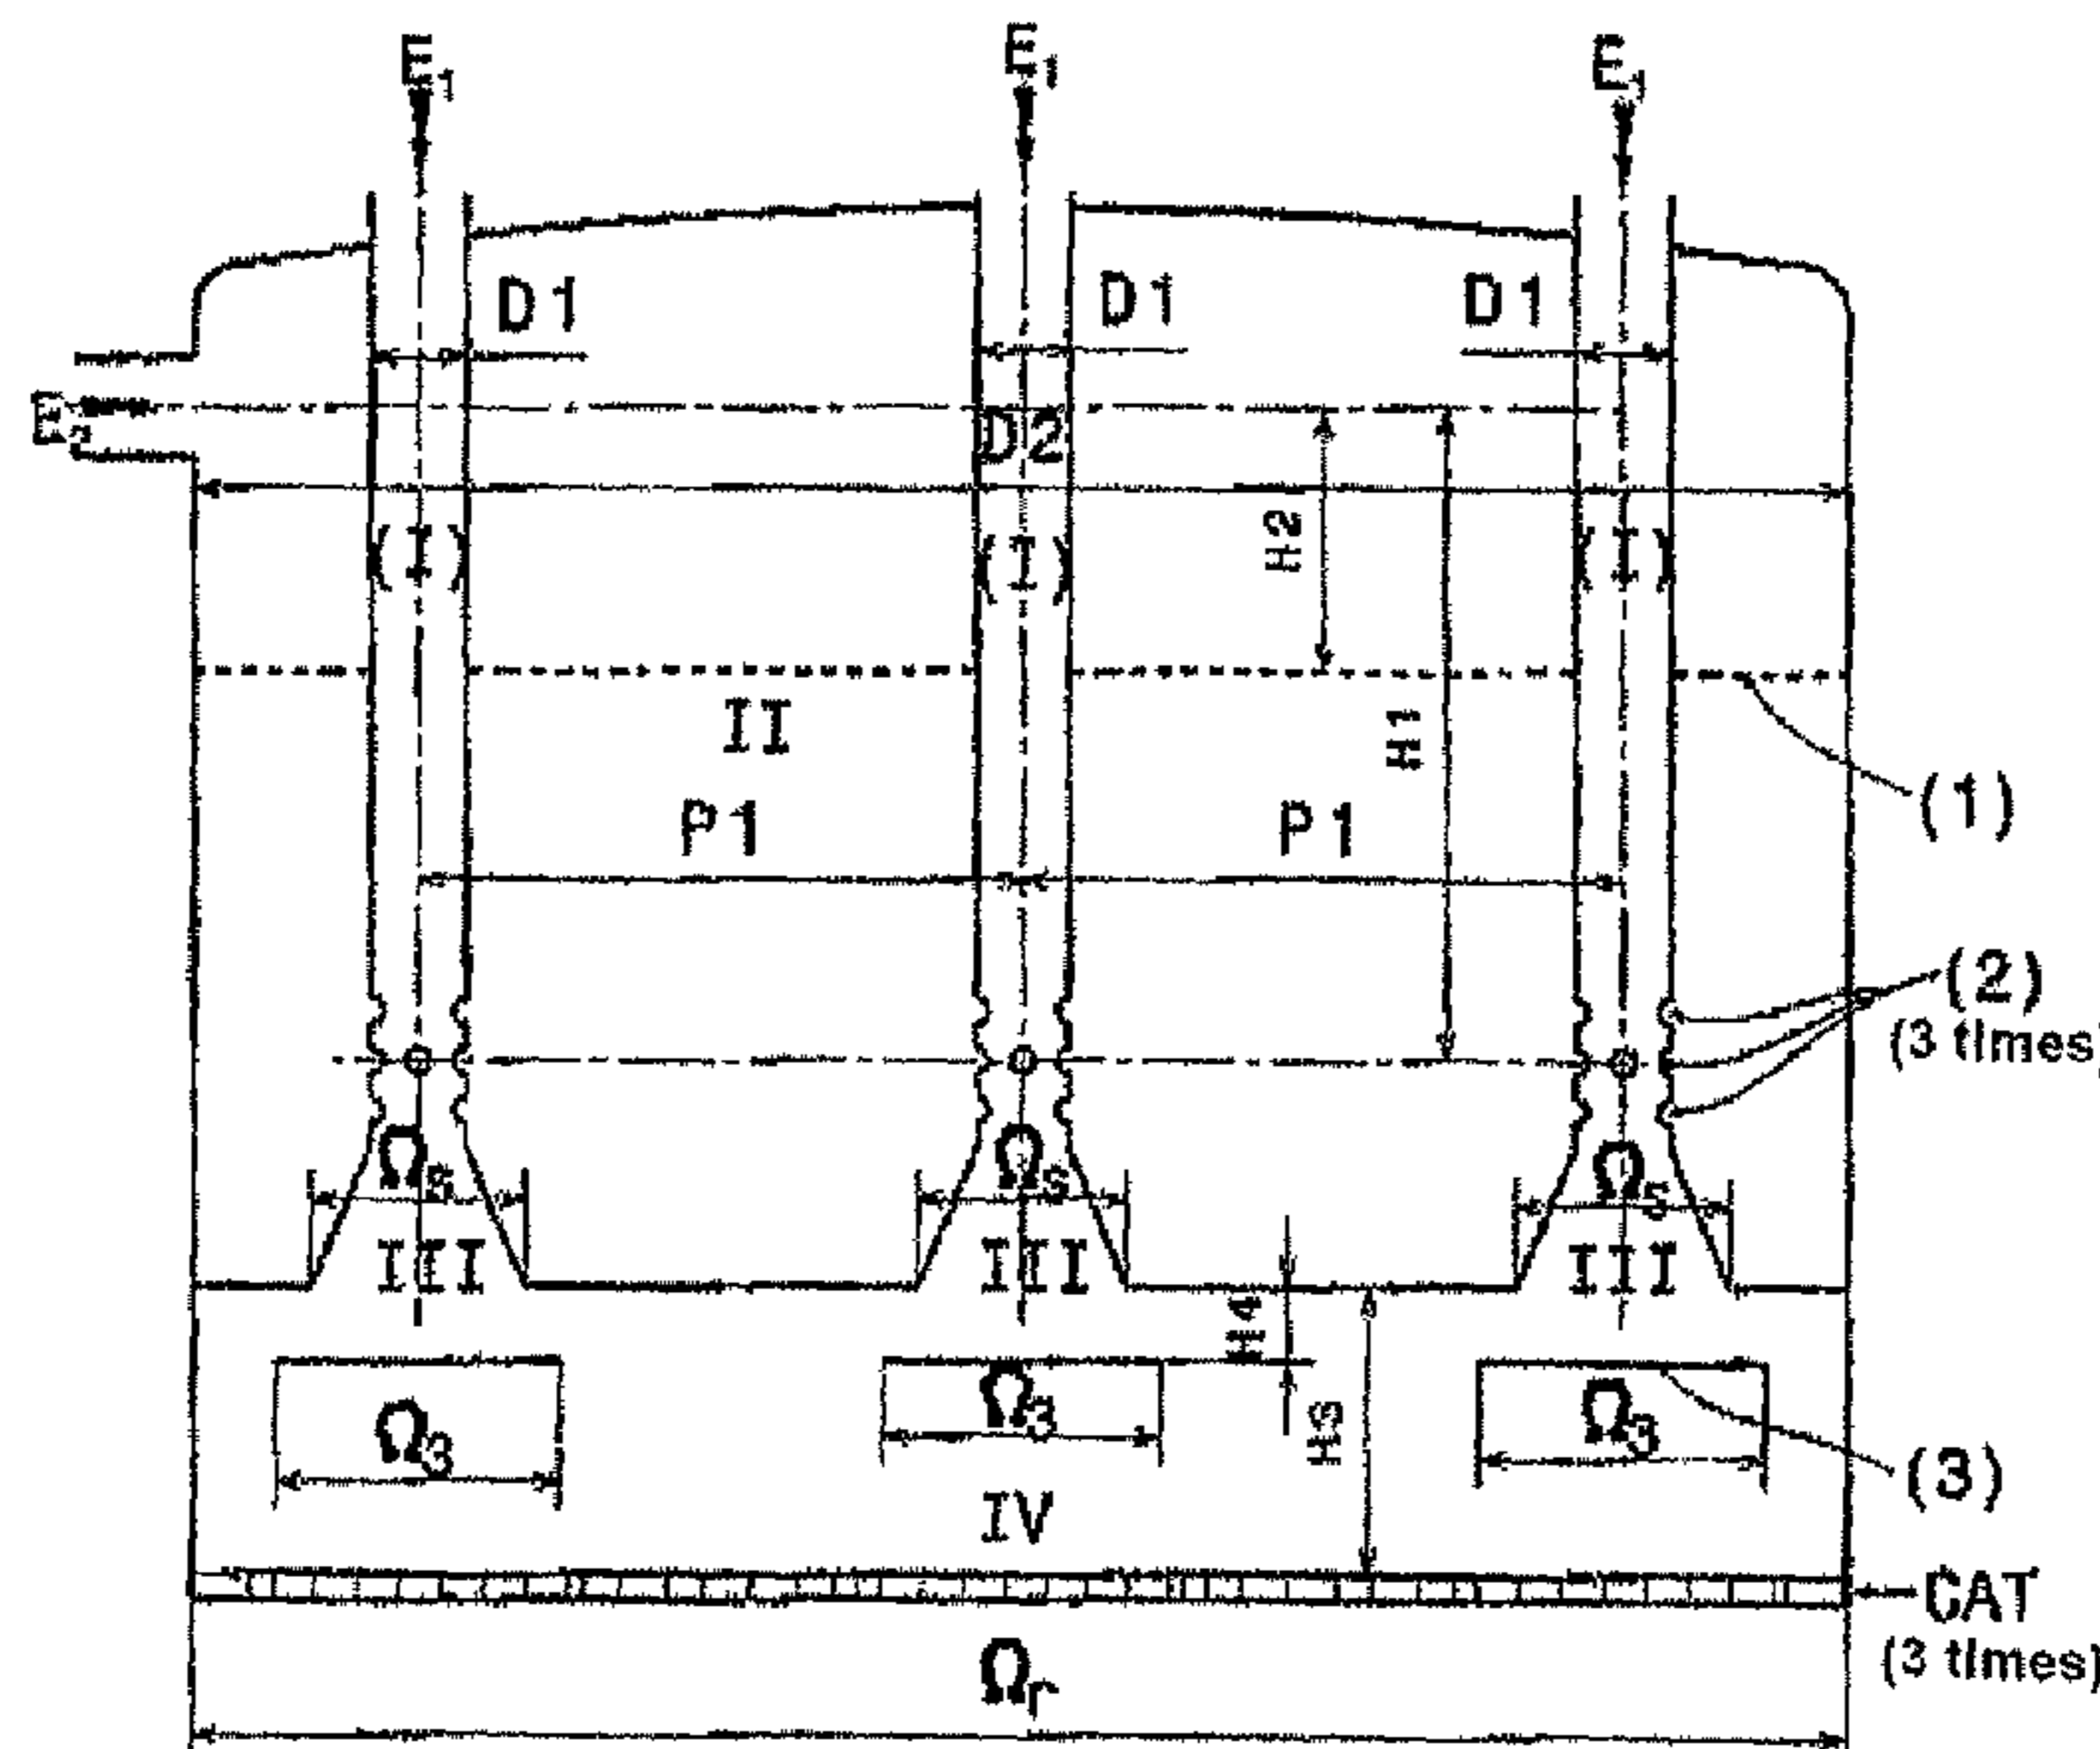 E1 E1 E1
D1 D1 D1
E2
D2
(I) (I) (I)
H2
II
H1
P1 P1
(1)
(2)
(3 times)
Ωs Ωs Ωs
III III III
H4
Ω3 Ω3 Ω3
H3
(3)
IV
CAT
(3 times)
Ωr